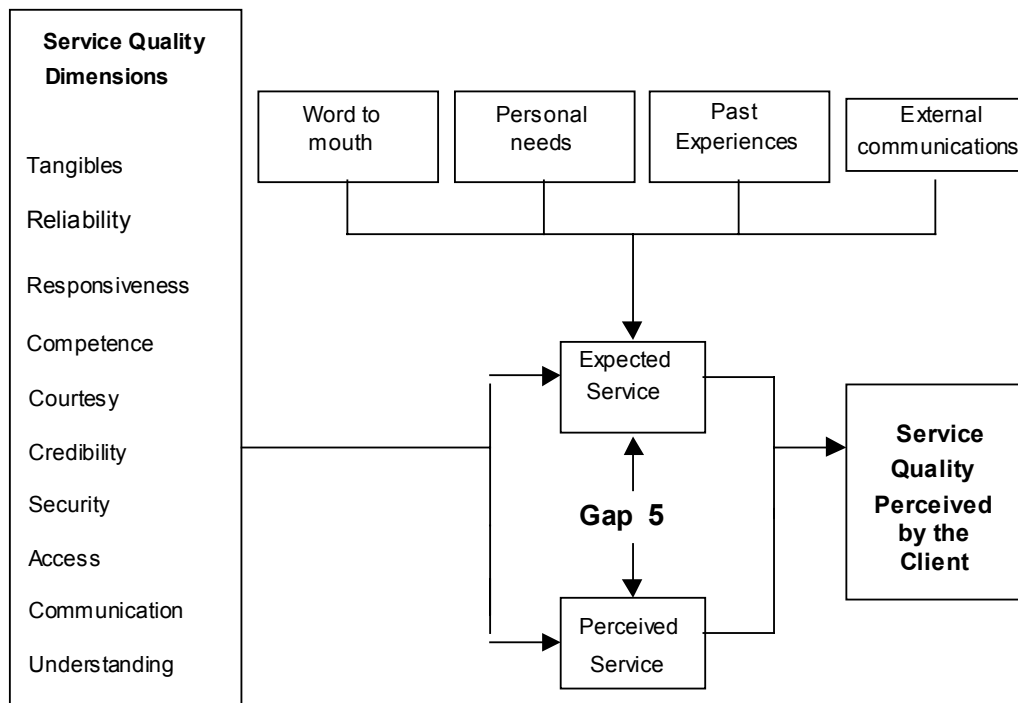 Service Quality
Dimensions
Tangibles
Reliability
Responsiveness
Competence
Courtesy
Credibility
Security
Access
Communication
Understanding
Word to
mouth
Personal
needs
Past
Experiences
External
communications
Expected
Service
Gap 5
Perceived
Service
Service
Quality
Perceived
by the
Client